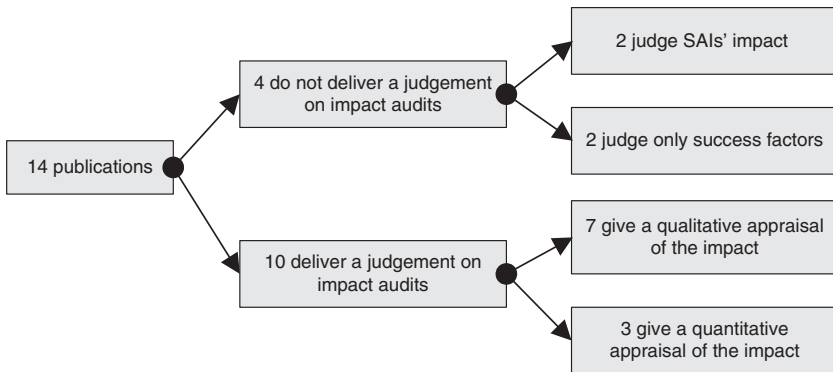 2 judge SAIs’ impact
4 do not deliver a judgement
on impact audits
2 judge only success factors
14 publications
7 give a qualitative appraisal
of the impact
10 deliver a judgement on
impact audits
3 give a quantitative
appraisal of the impact